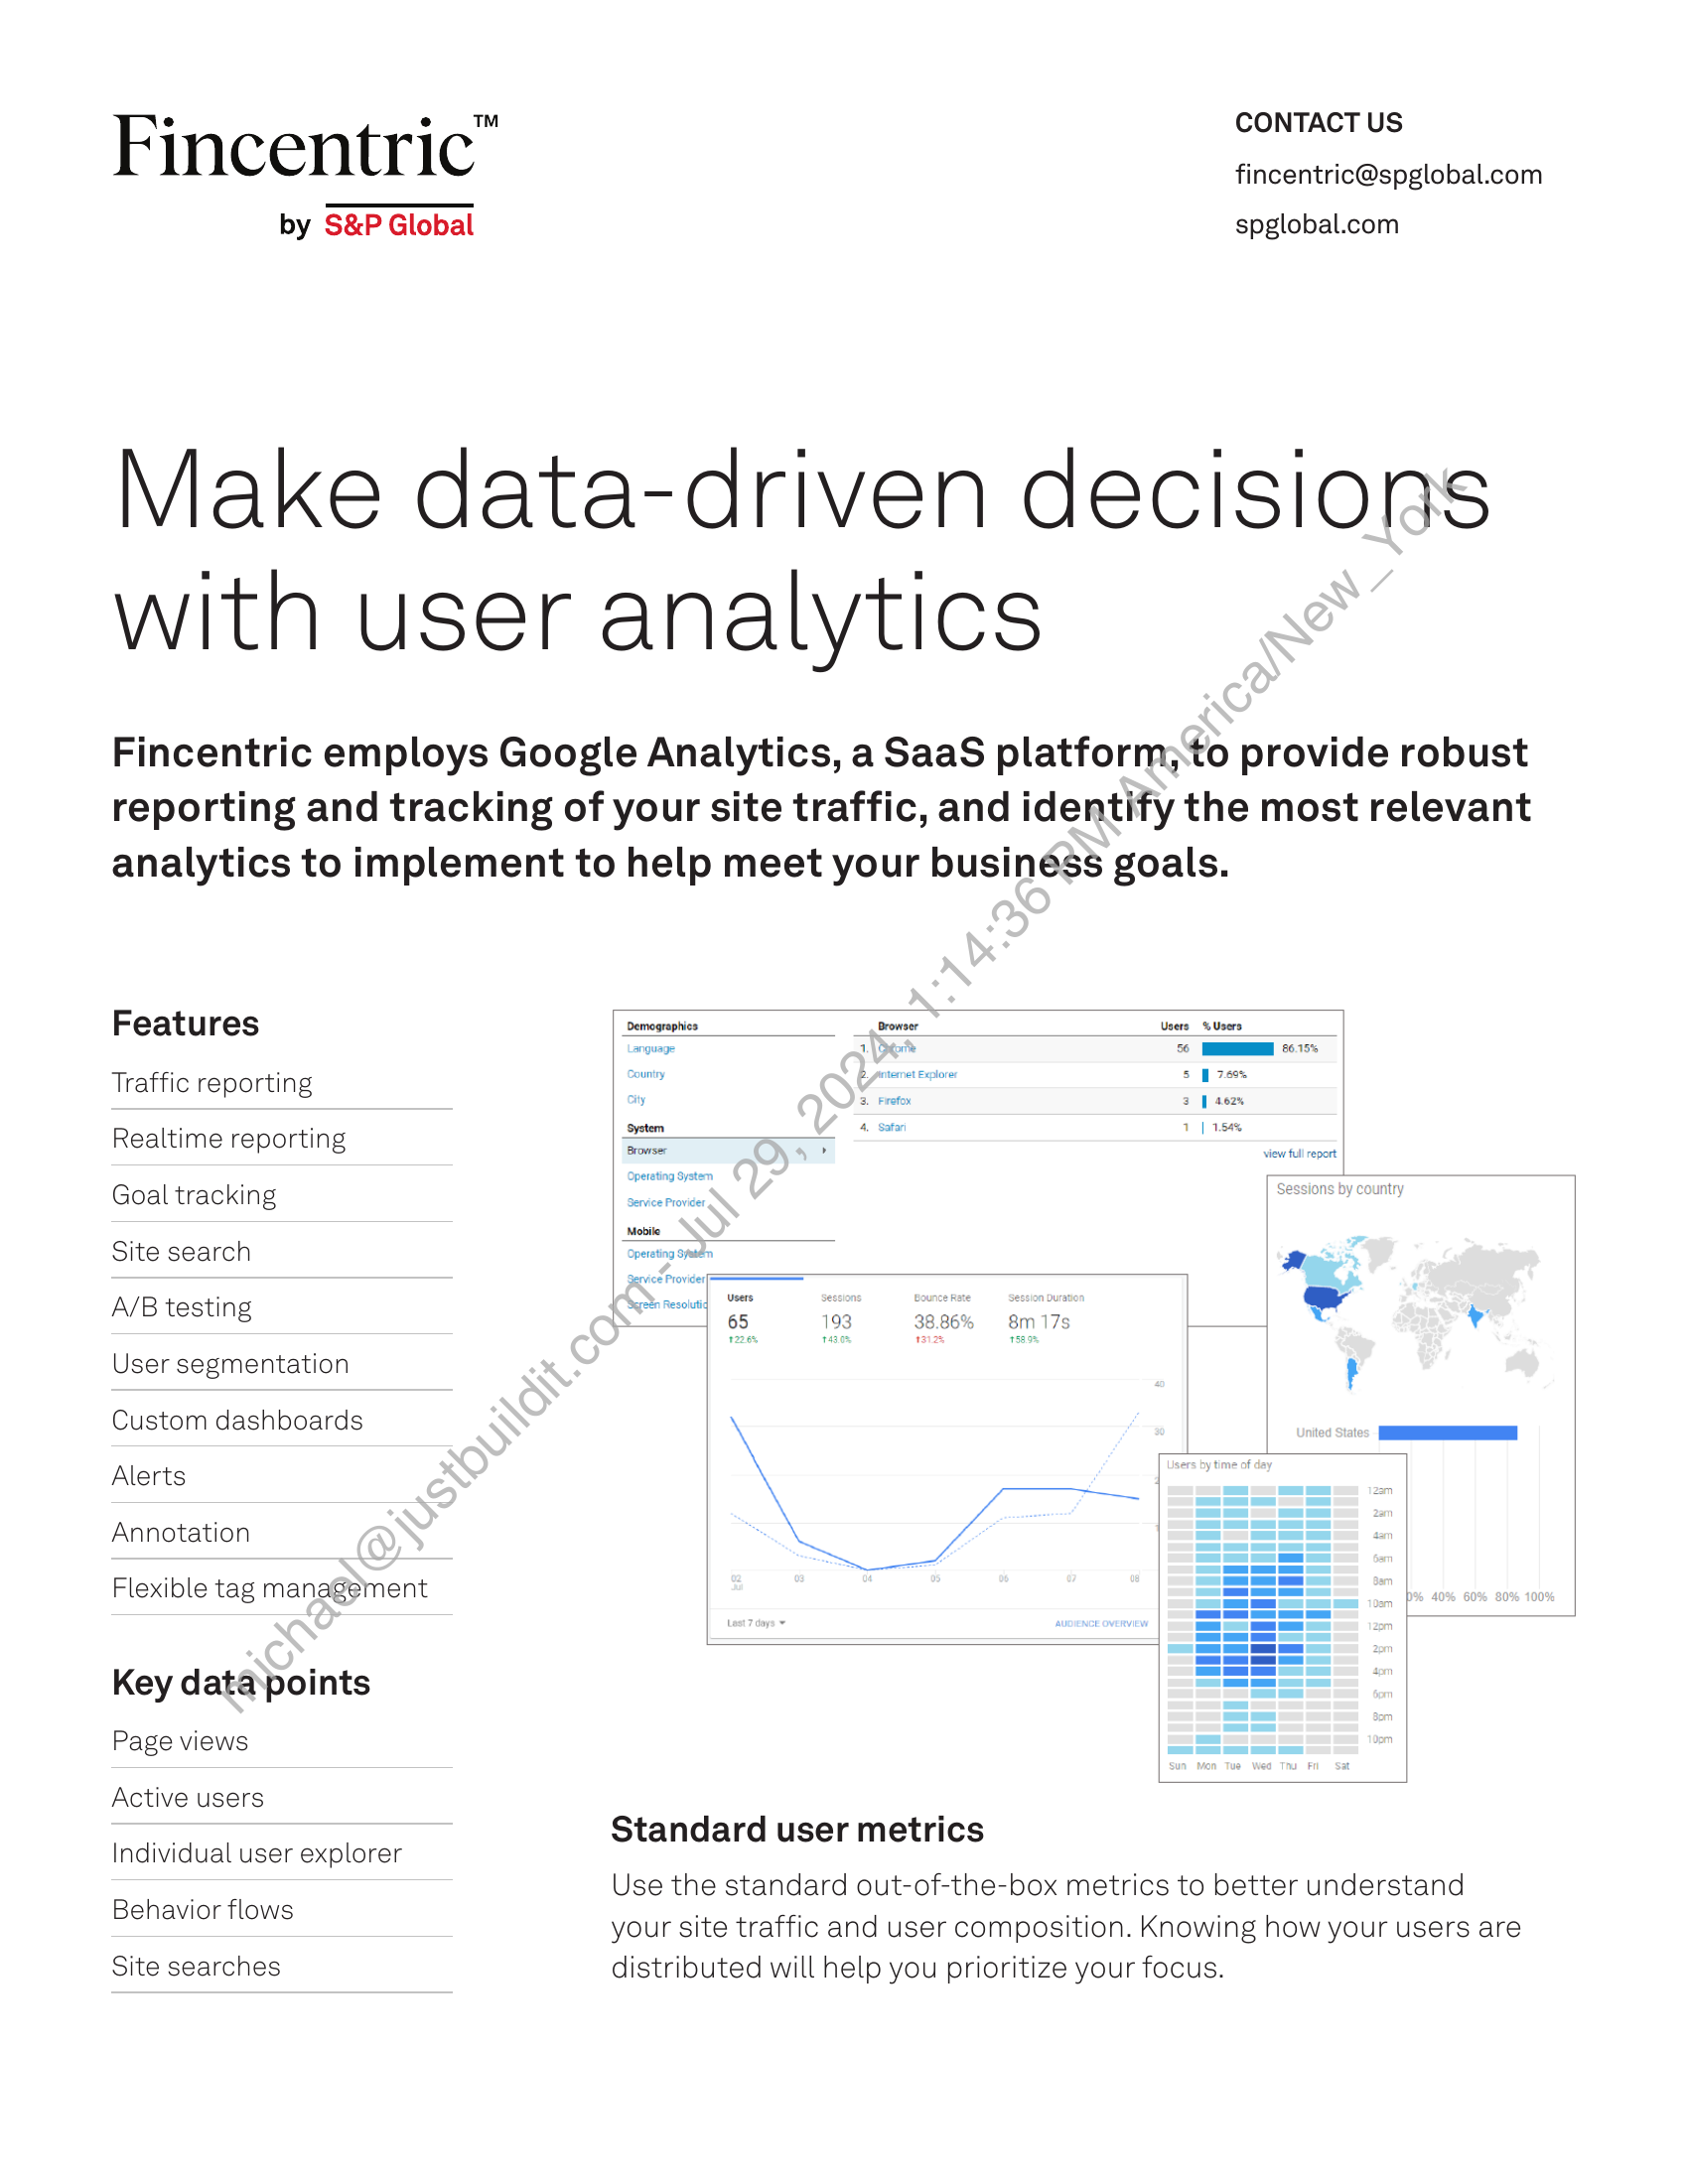 Fincentric™
by S&P Global
CONTACT US
fincentric@spglobal.com
spglobal.com
Make data-driven decisions
with user analytics
Fincentric employs Google Analytics, a SaaS platform, to provide robust
reporting and tracking of your site traffic, and identify the most relevant
analytics to implement to help meet your business goals.
Features
Traffic reporting
Realtime reporting
Goal tracking
Site search
A/B testing
User segmentation
Custom dashboards
Alerts
Annotation
Flexible tag management
Key data points
Page views
Active users
Individual user explorer
Behavior flows
Site searches
Demographics
Language
Country
City
System
Browser
Operating System
Service Provider
Mobile
Operating System
Service Provider
Screen Resolutio
Browser Users % Users
1. Chrome 56 86.15%
2. Internet Explorer 5 7.69%
3. Firefox 3 4.62%
4. Safari 1 1.54%
view full report
Users Sessions Bounce Rate Session Duration
65 193 38.86% 8m 17s
↑22.6% ↑43.0% ↑31.2% ↑58.9%
40
30
2
1
02 03 04 05 06 07 08
Jul
Last 7 days
AUDIENCE OVERVIEW
Sessions by country
United States
0% 40% 60% 80% 100%
Users by time of day
12am
2am
4am
6am
8am
10am
12pm
2pm
4pm
6pm
8pm
10pm
Sun Mon Tue Wed Thu Fri Sat
Standard user metrics
Use the standard out-of-the-box metrics to better understand
your site traffic and user composition. Knowing how your users are
distributed will help you prioritize your focus.
michael@justbuildit.com - Jul 29, 2024, 1:14:36 PM America/New_York